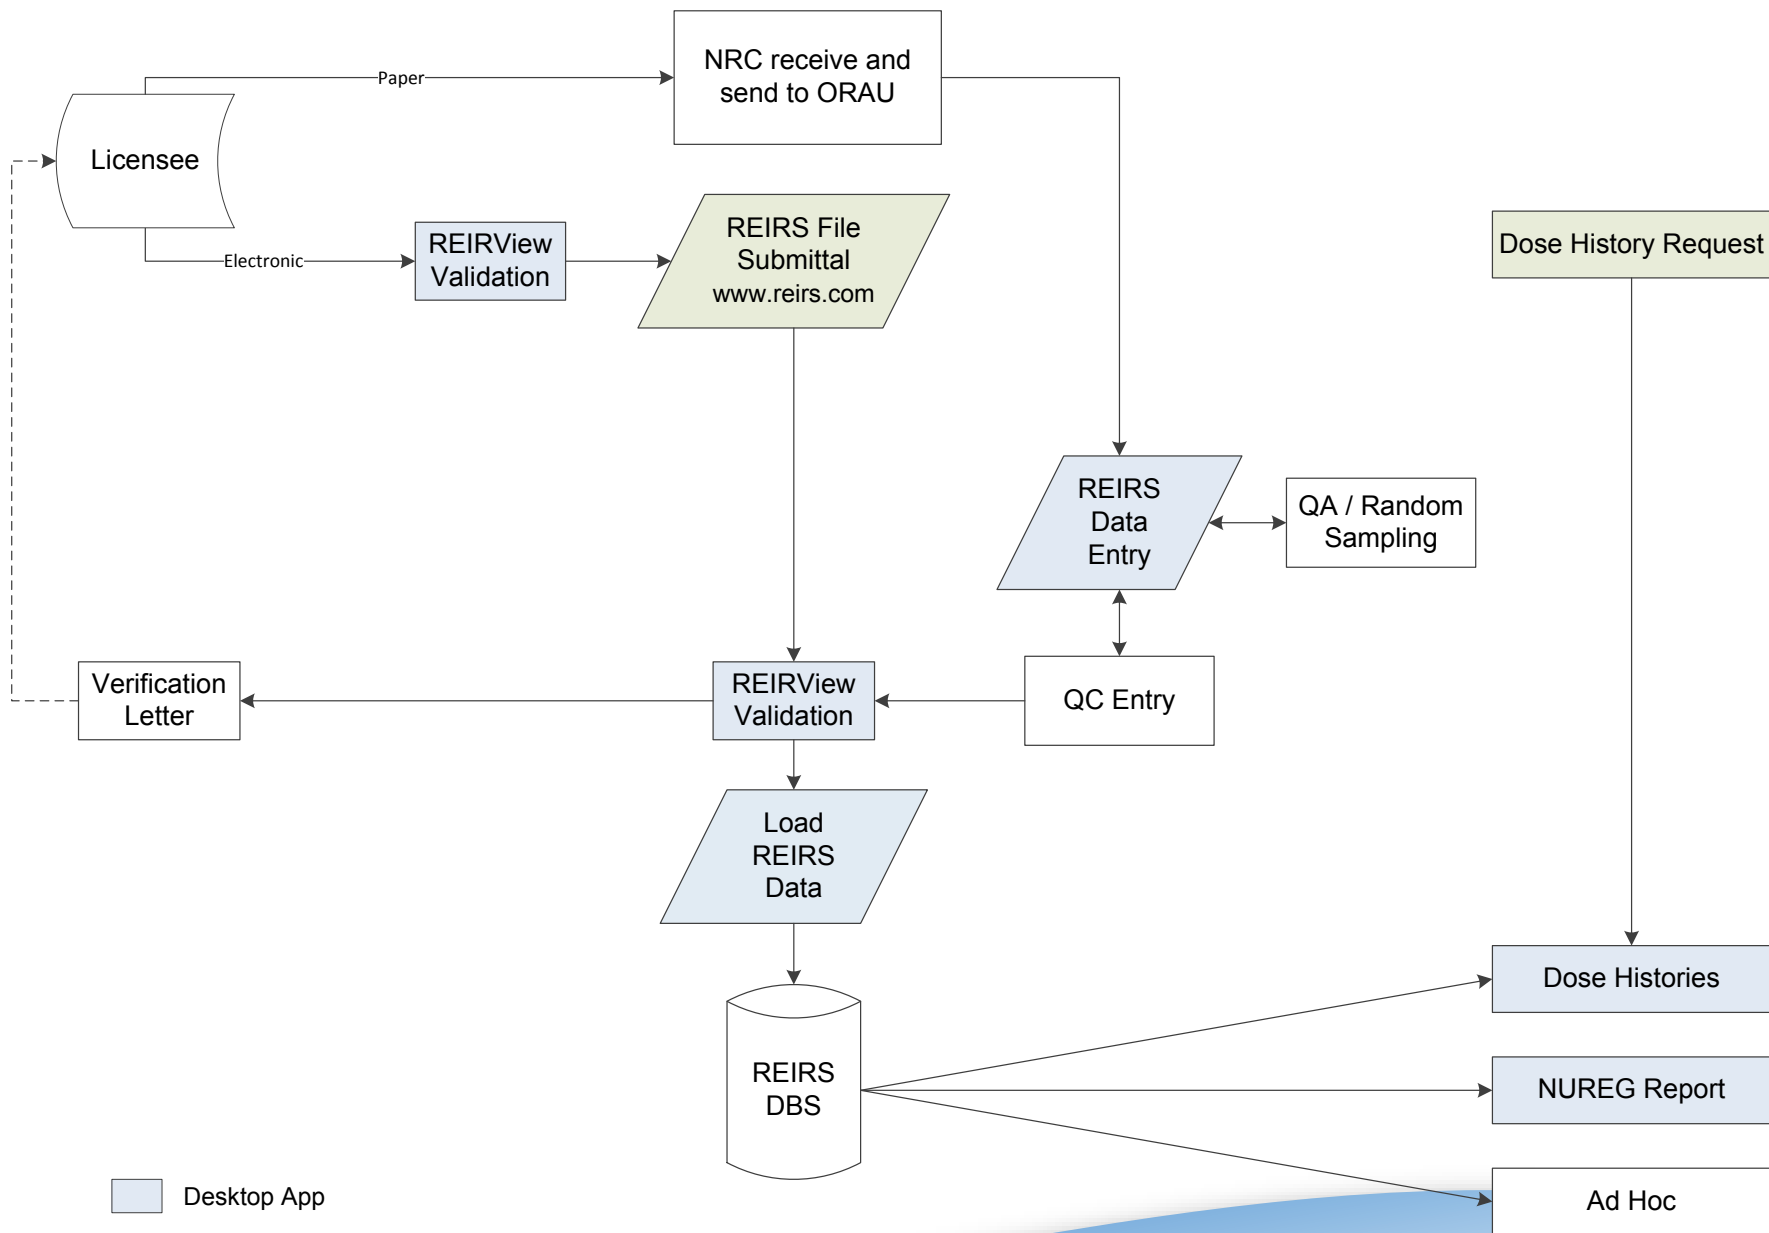 NRC receive and
send to ORAU
Paper
Licensee
REIRView
Validation
Electronic
REIRS File
Submittal
www.reirs.com
Dose History Request
REIRS
Data
Entry
QA / Random
Sampling
Verification
Letter
REIRView
Validation
QC Entry
Load
REIRS
Data
Dose Histories
REIRS
DBS
NUREG Report
Desktop App
Ad Hoc